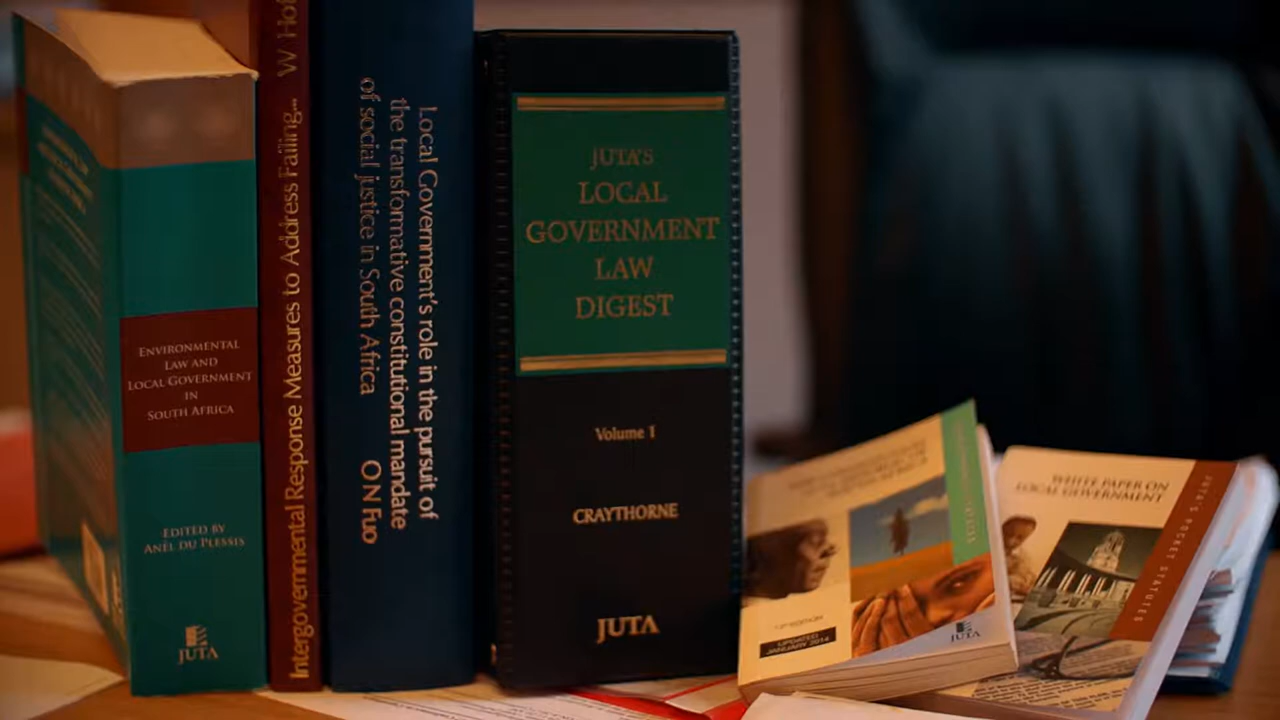 ENVIRONMENTAL
LAW AND
LOCAL GOVERNMENT
IN
SOUTH AFRICA
EDITED BY
ANÉL DU PLESSIS
JUTA
Intergovernmental Response Measures to Address Failing... W
Local Government's role in the pursuit of
the transformative constitutional mandate
of social justice in South Africa O N Fuo
JUTA'S
LOCAL
GOVERNMENT
LAW
DIGEST
Volume 1
CRAYTHORNE
JUTA
UPDATED
JANUARY 2014
JUTA
WHITE PAPER ON
LOCAL GOVERNMENT
JUTA'S POCKET STATUTES